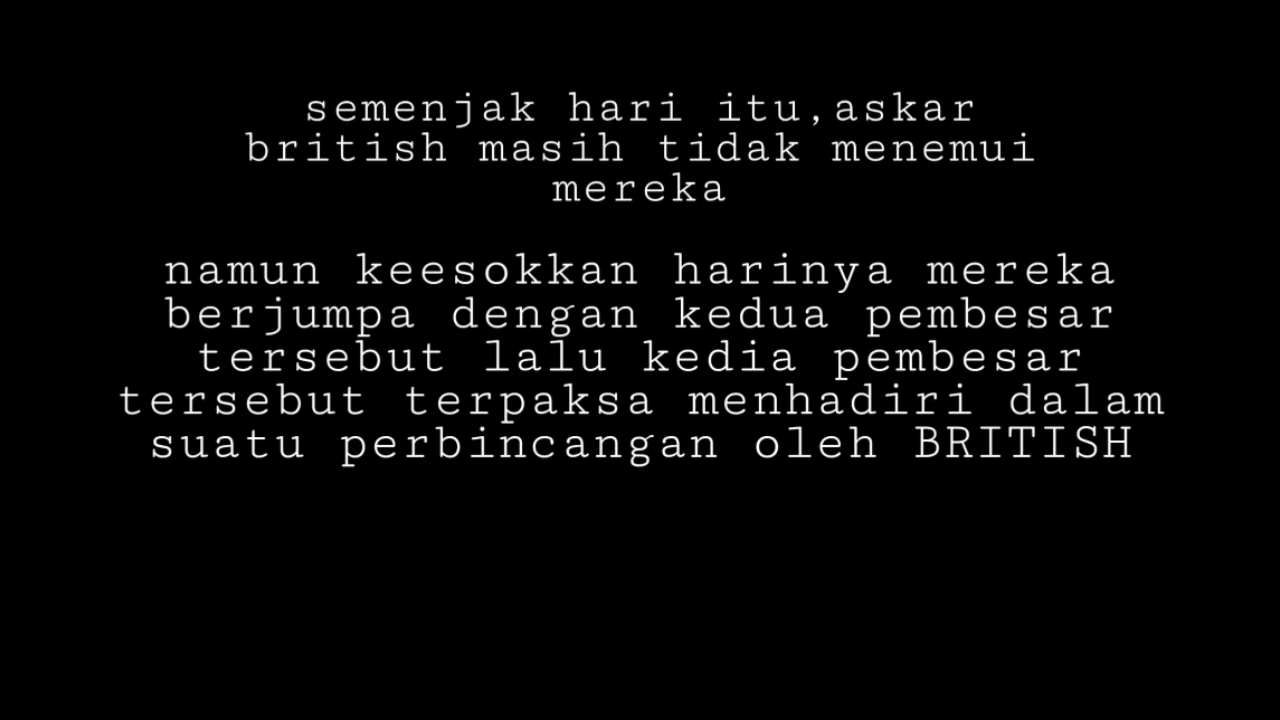 semenjak hari itu,askar
british masih tidak menemui
mereka
namun keesokkan harinya mereka
berjumpa dengan kedua pembesar
tersebut lalu kedia pembesar
tersebut terpaksa menhadiri dalam
suatu perbincangan oleh BRITISH